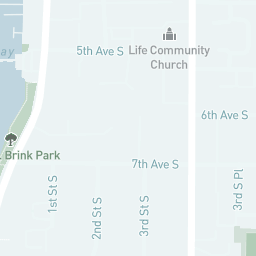 ay
5th Ave S
Life Community
Church
6th Ave S
. Brink Park
7th Ave S
1st St S
2nd St S
3rd St S
3rd S Pl